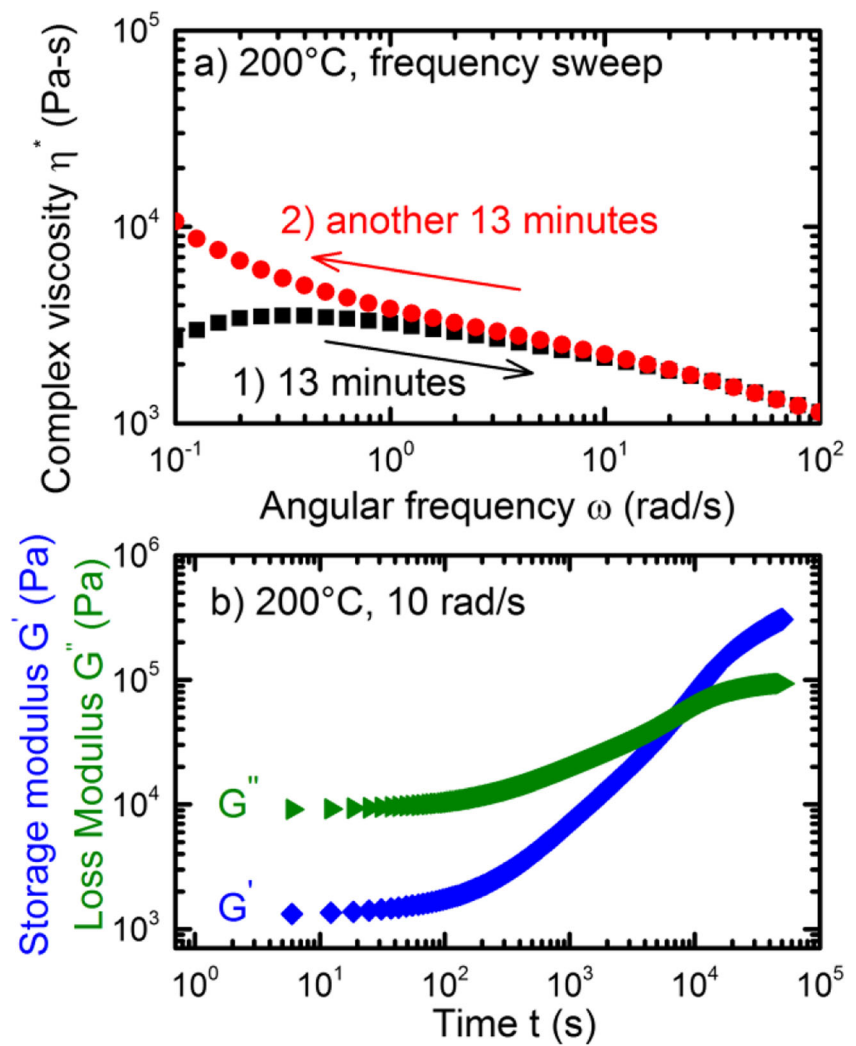 a) 200°C, frequency sweep
Complex viscosity η* (Pa-s)
10^5
10^4
10^3
2) another 13 minutes
1) 13 minutes
10^-1 10^0 10^1 10^2
Angular frequency ω (rad/s)
b) 200°C, 10 rad/s
Storage modulus G' (Pa)
Loss Modulus G" (Pa)
10^6
10^5
10^4
10^3
G"
G'
10^0 10^1 10^2 10^3 10^4 10^5
Time t (s)